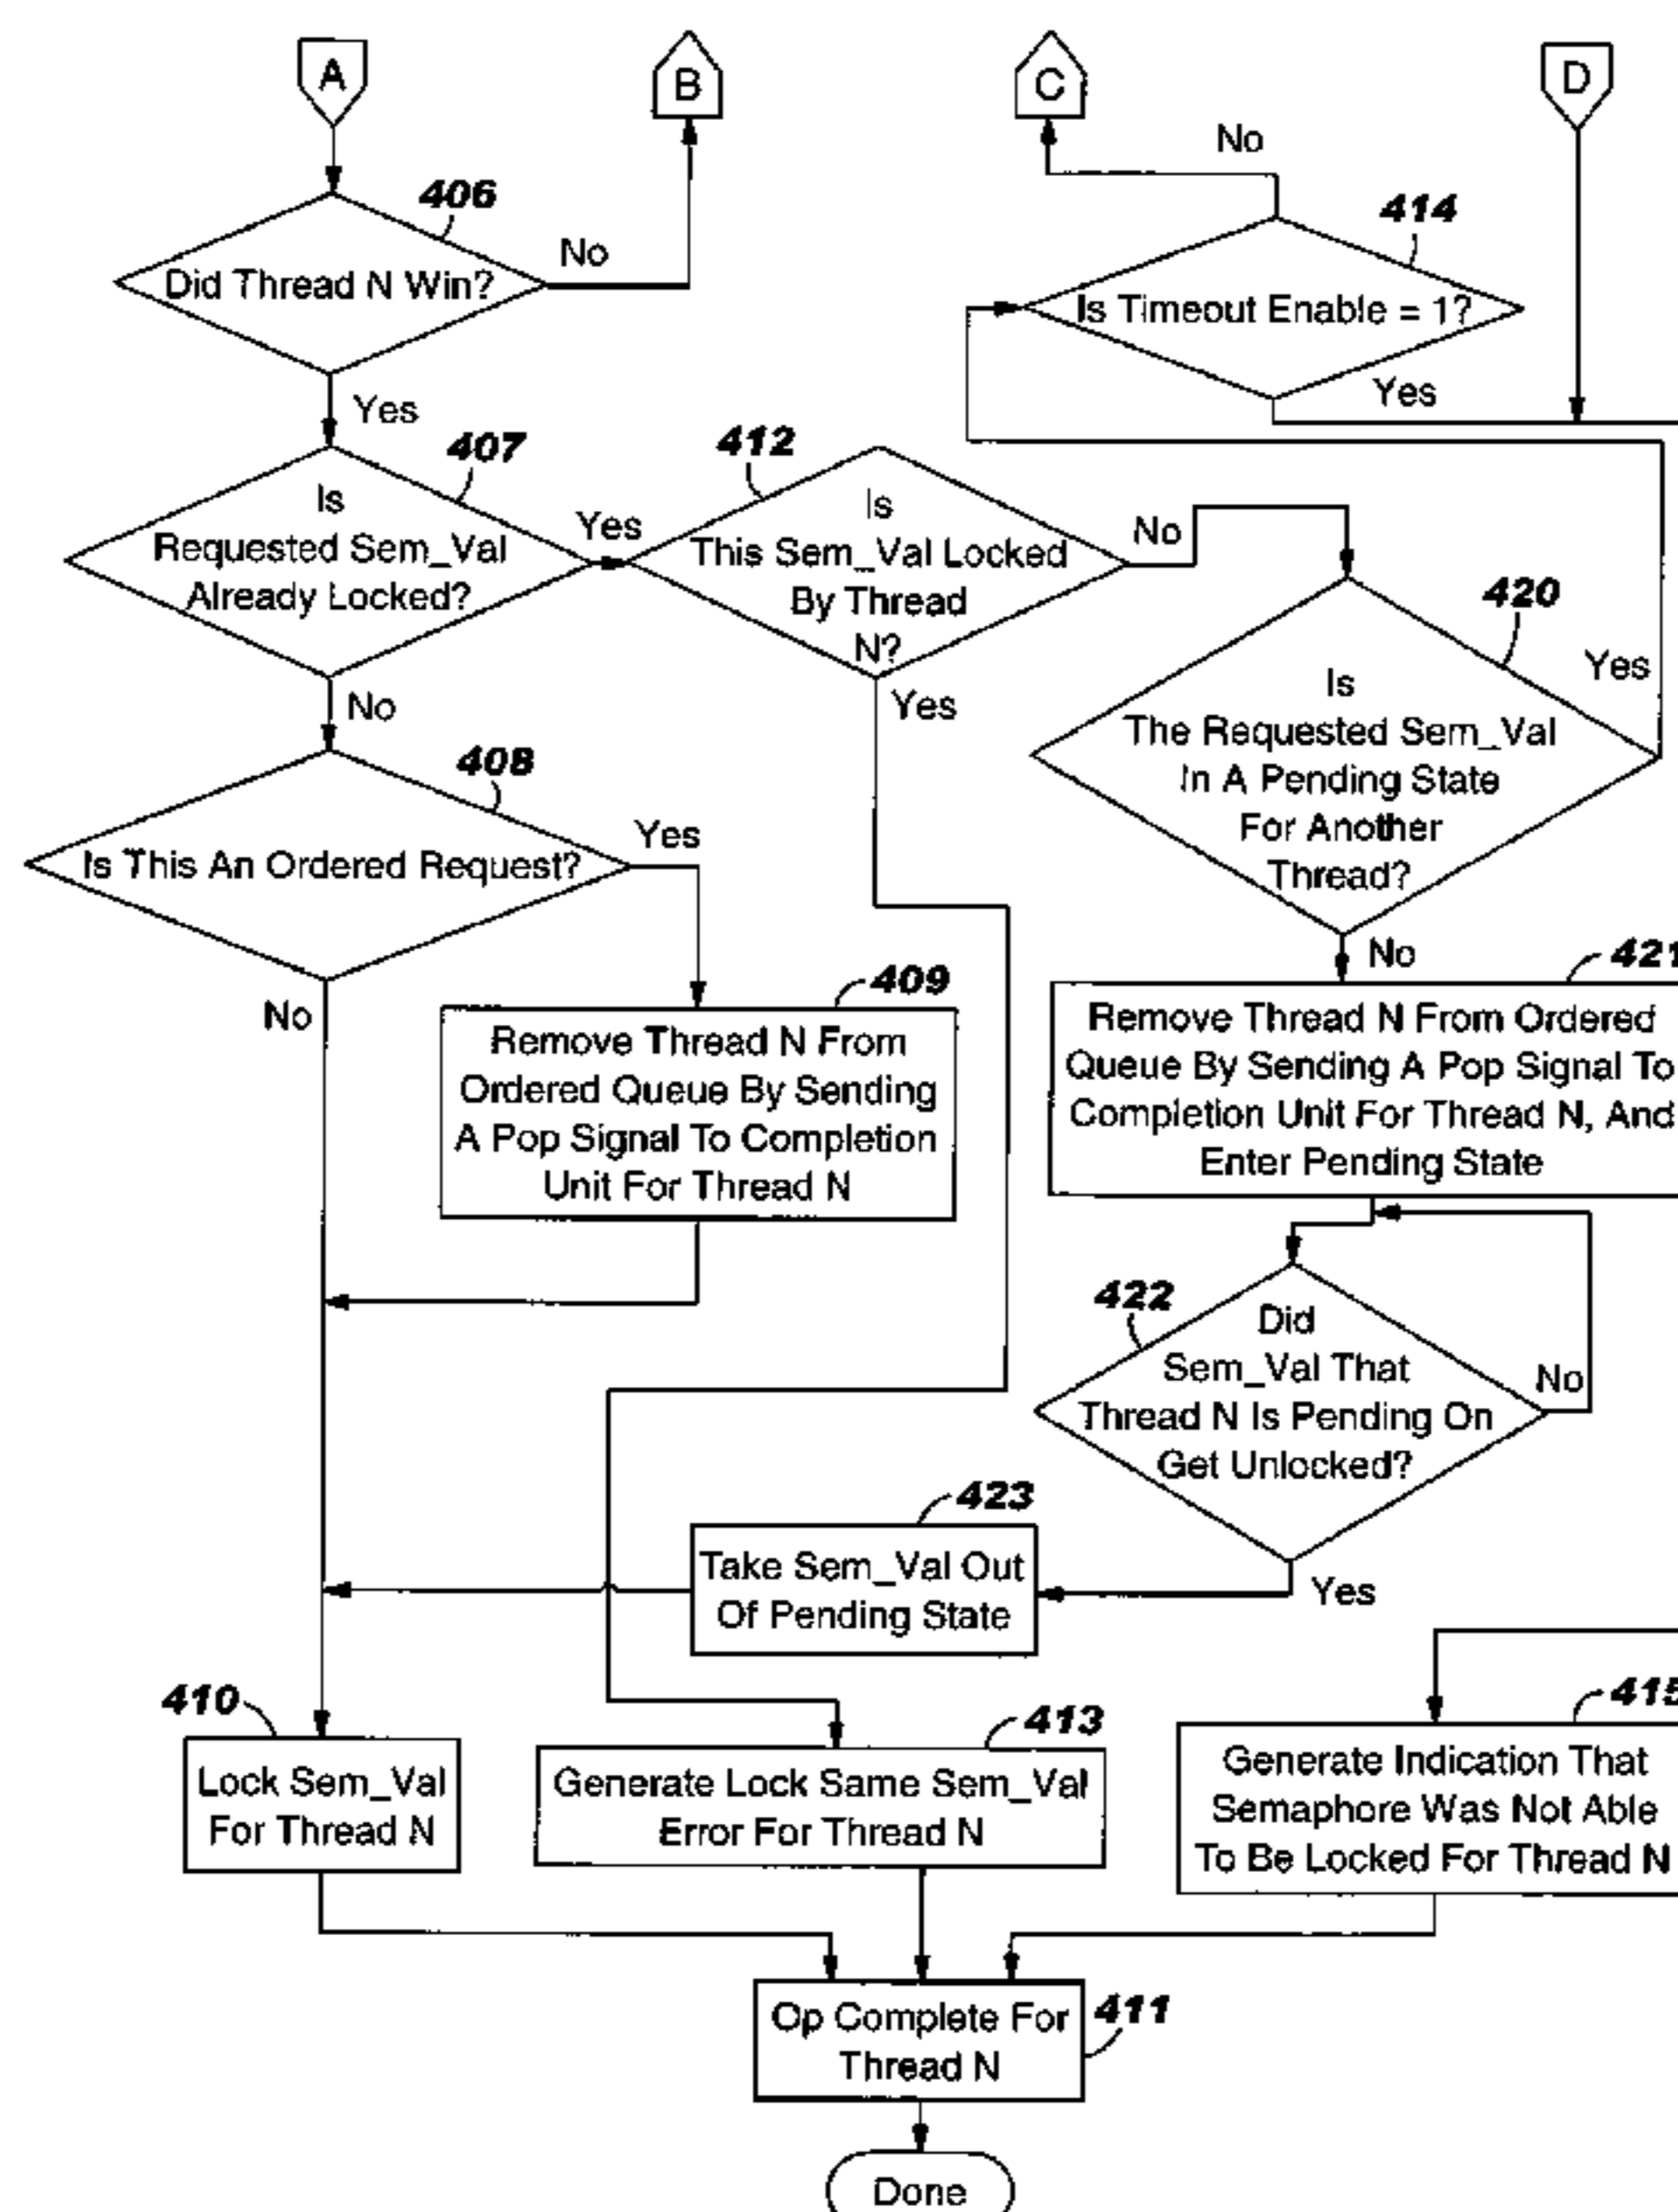 A
B
C
D
No
406
414
Did Thread N Win?
No
Is Timeout Enable = 1?
Yes
Yes
407
412
Is
Requested Sem_Val
Already Locked?
Yes
Is
This Sem_Val Locked
By Thread
N?
No
420
Yes
No
Yes
Is
The Requested Sem_Val
In A Pending State
For Another
Thread?
408
Is This An Ordered Request?
Yes
No
No
409
421
Remove Thread N From
Ordered Queue By Sending
A Pop Signal To Completion
Unit For Thread N
Remove Thread N From Ordered
Queue By Sending A Pop Signal To
Completion Unit For Thread N, And
Enter Pending State
422
Did
Sem_Val That
Thread N Is Pending On
Get Unlocked?
No
423
Take Sem_Val Out
Of Pending State
Yes
410
413
415
Lock Sem_Val
For Thread N
Generate Lock Same Sem_Val
Error For Thread N
Generate Indication That
Semaphore Was Not Able
To Be Locked For Thread N
Op Complete For
Thread N
411
Done